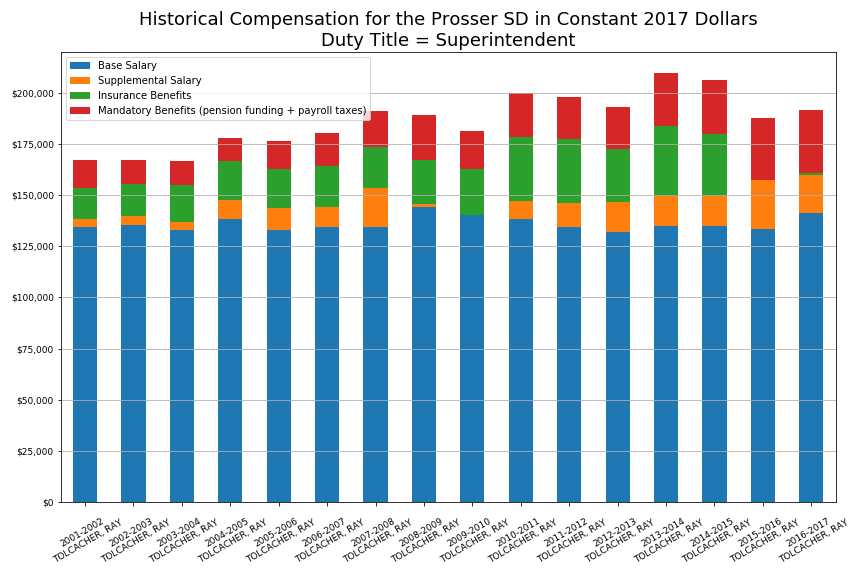 Historical Compensation for the Prosser SD in Constant 2017 Dollars
Duty Title = Superintendent
Base Salary
Supplemental Salary
Insurance Benefits
Mandatory Benefits (pension funding + payroll taxes)
$200,000
$175,000
$150,000
$125,000
$100,000
$75,000
$50,000
$25,000
$0
2001-2002
TOLCACHER, RAY
2002-2003
TOLCACHER, RAY
2003-2004
TOLCACHER, RAY
2004-2005
TOLCACHER, RAY
2005-2006
TOLCACHER, RAY
2006-2007
TOLCACHER, RAY
2007-2008
TOLCACHER, RAY
2008-2009
TOLCACHER, RAY
2009-2010
TOLCACHER, RAY
2010-2011
TOLCACHER, RAY
2011-2012
TOLCACHER, RAY
2012-2013
TOLCACHER, RAY
2013-2014
TOLCACHER, RAY
2014-2015
TOLCACHER, RAY
2015-2016
TOLCACHER, RAY
2016-2017
TOLCACHER, RAY